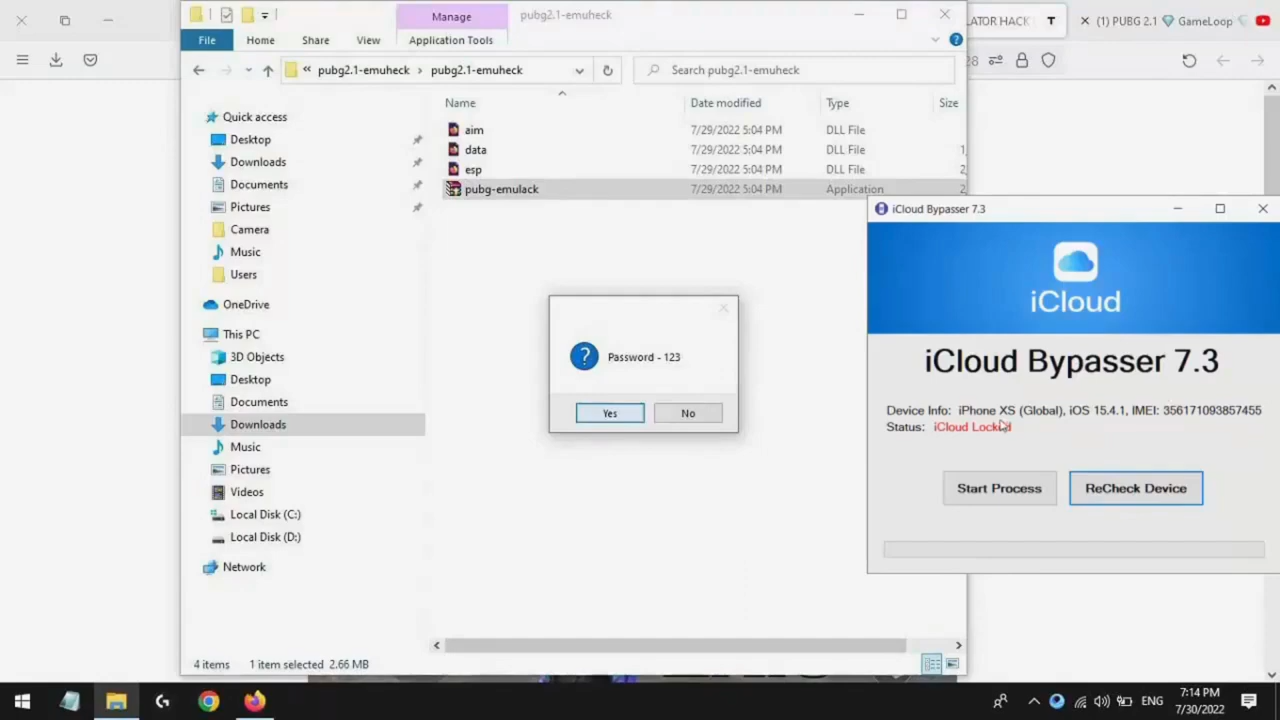 Manage
pubg2.1-emuheck
File
Home
Share
View
Application Tools
pubg2.1-emuheck
pubg2.1-emuheck
Search pubg2.1-emuheck
LATOR HACK
T
(1) PUBG 2.1
GameLoop
28
Name
Date modified
Type
Size
aim
7/29/2022 5:04 PM
DLL File
data
7/29/2022 5:04 PM
DLL File
1,
esp
7/29/2022 5:04 PM
DLL File
2,
pubg-emulack
7/29/2022 5:04 PM
Application
2,
Quick access
Desktop
Downloads
Documents
Pictures
Camera
Music
Users
OneDrive
This PC
3D Objects
Desktop
Documents
Downloads
Music
Pictures
Videos
Local Disk (C:)
Local Disk (D:)
Network
4 items
1 item selected 2.66 MB
Password - 123
Yes
No
iCloud Bypasser 7.3
iCloud
iCloud Bypasser 7.3
Device Info: iPhone XS (Global), iOS 15.4.1, IMEI: 356171093857455
Status: iCloud Locked
Start Process
ReCheck Device
ENG
7:14 PM
7/30/2022